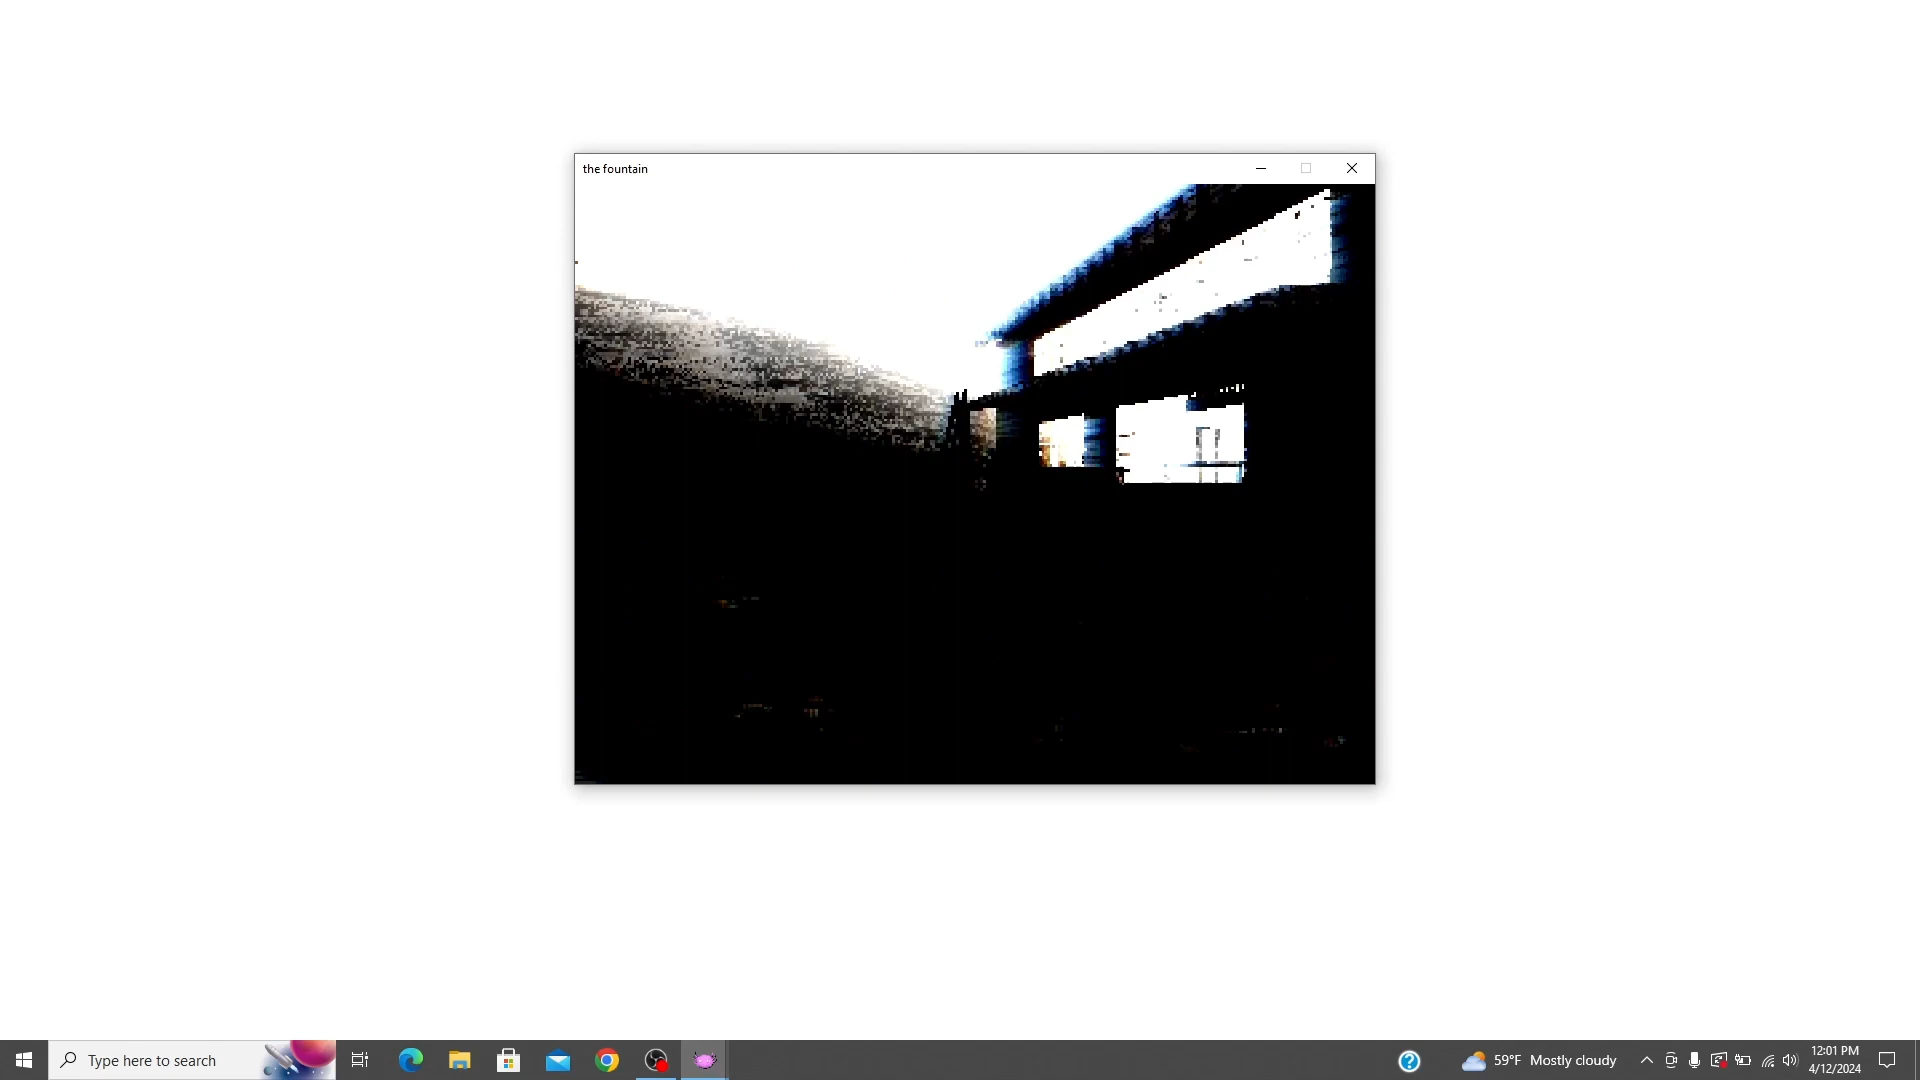 the fountain
Type here to search
59°F Mostly cloudy
12:01 PM
4/12/2024